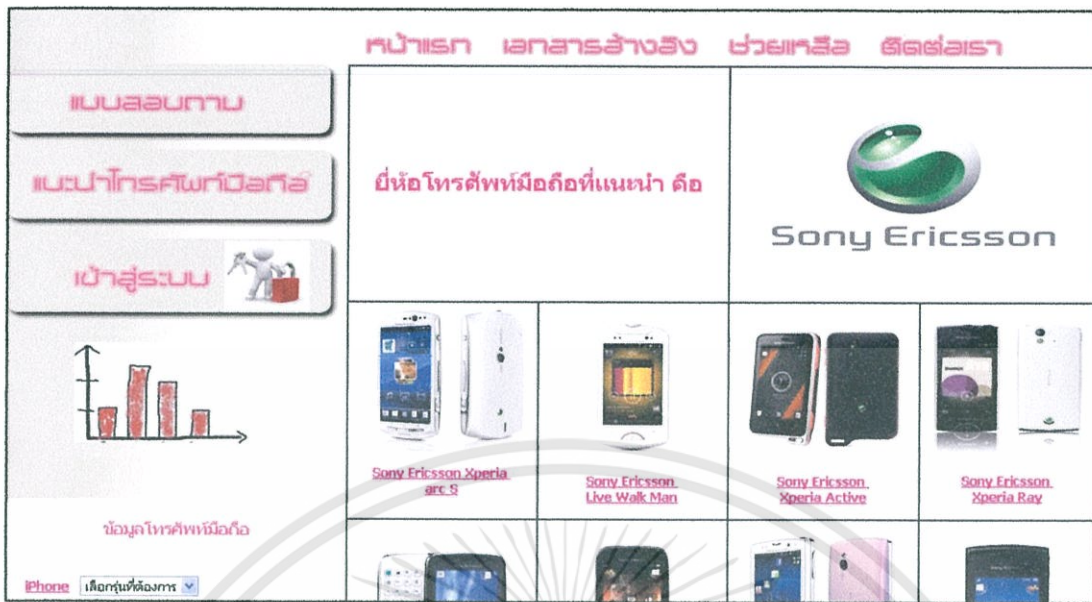 หน้าแรก เอกสารอ้างอิง ช่วยเหลือ ติดต่อเรา
แบบสอบถาม
แนะนำโทรศัพท์มือถือ
เข้าสู่ระบบ
ยี่ห้อโทรศัพท์มือถือที่แนะนำ คือ
Sony Ericsson
Sony Ericsson Xperia
arc S
Sony Ericsson
Live Walk Man
Sony Ericsson
Xperia Active
Sony Ericsson
Xperia Ray
ข้อมูลโทรศัพท์มือถือ
iPhone เลือกรุ่นที่ต้องการ